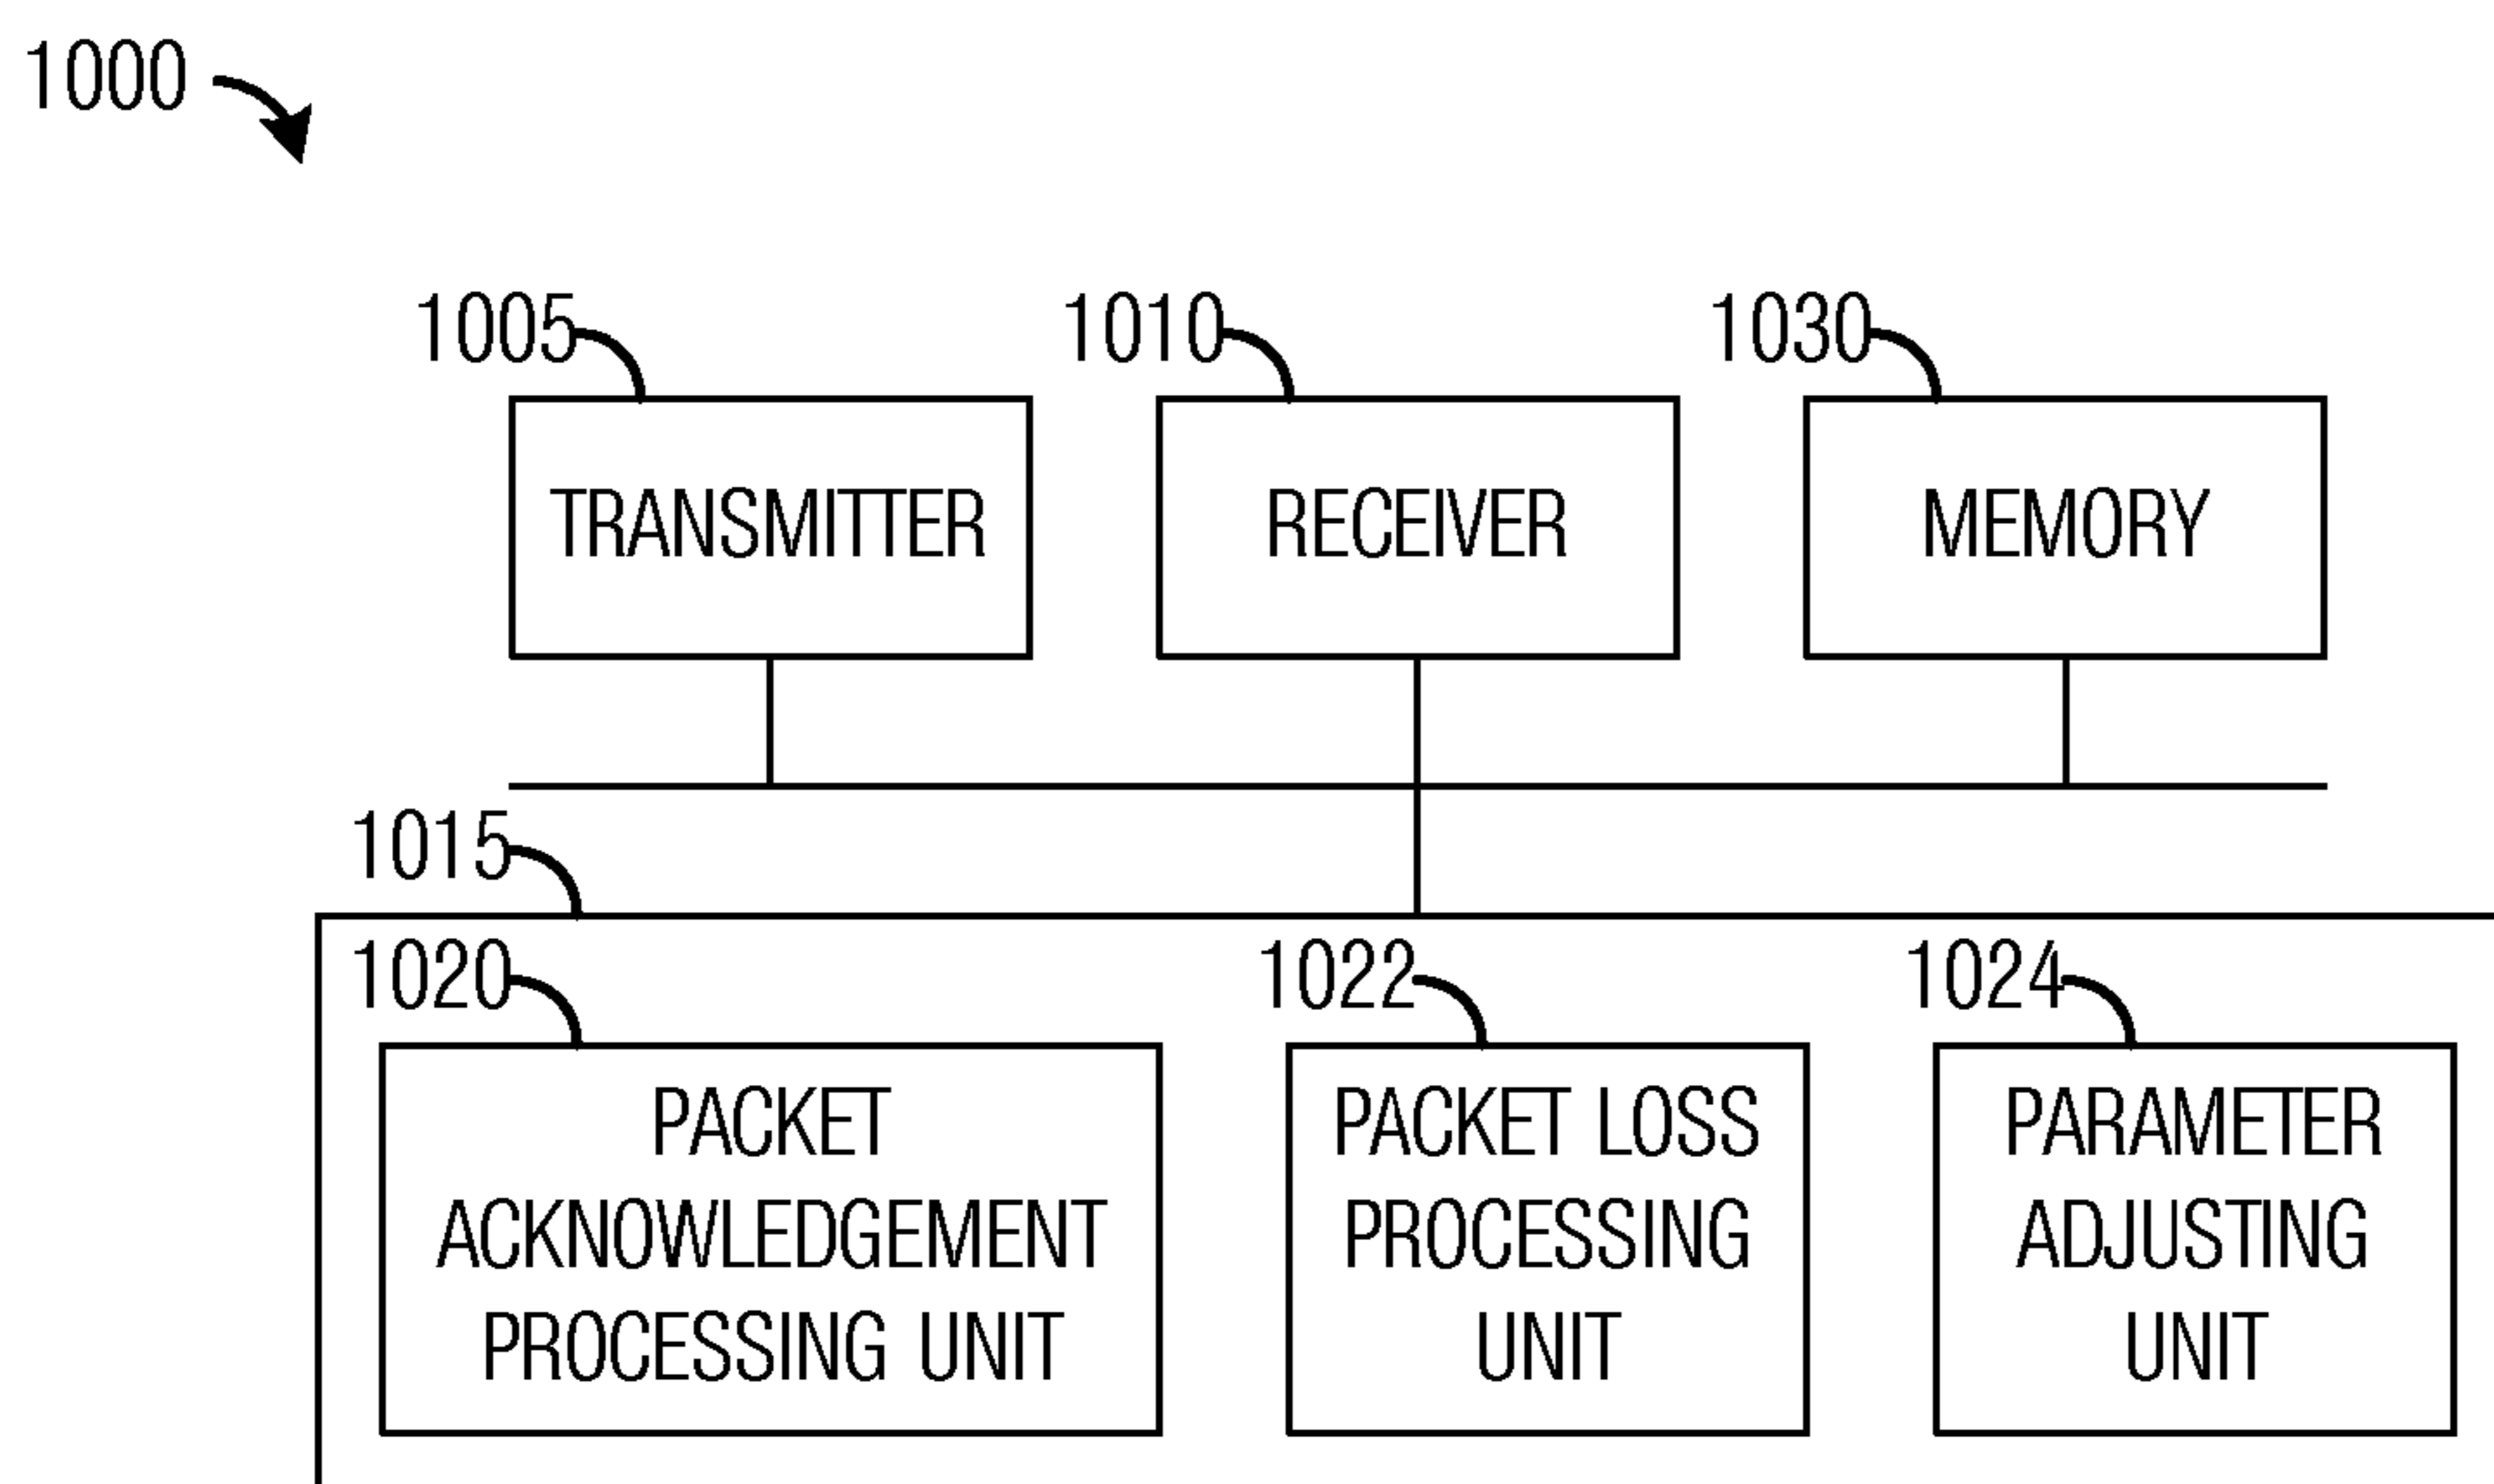 1000
1005
1010
1030
TRANSMITTER
RECEIVER
MEMORY
1015
1020
1022
1024
PACKET
ACKNOWLEDGEMENT
PROCESSING UNIT
PACKET LOSS
PROCESSING
UNIT
PARAMETER
ADJUSTING
UNIT